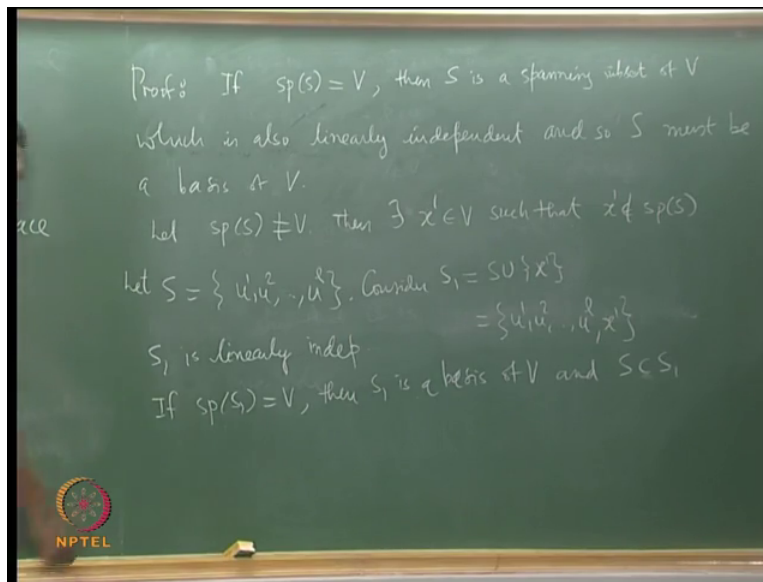 Proof: If sp(S) = V, then S is a spanning subset of V
which is also linearly independent and so S must be
a basis of V.
ace
Let sp(S) ≠ V. Then ∃ x¹ ∈ V such that x¹ ∉ sp(S)
Let S = {u¹, u², .., uˡ}. Consider S₁ = S ∪ {x¹}
= {u¹, u², .., uˡ, x¹}
S₁ is linearly indep.
If sp(S₁) = V, then S₁ is a basis of V and S ⊂ S₁
NPTEL